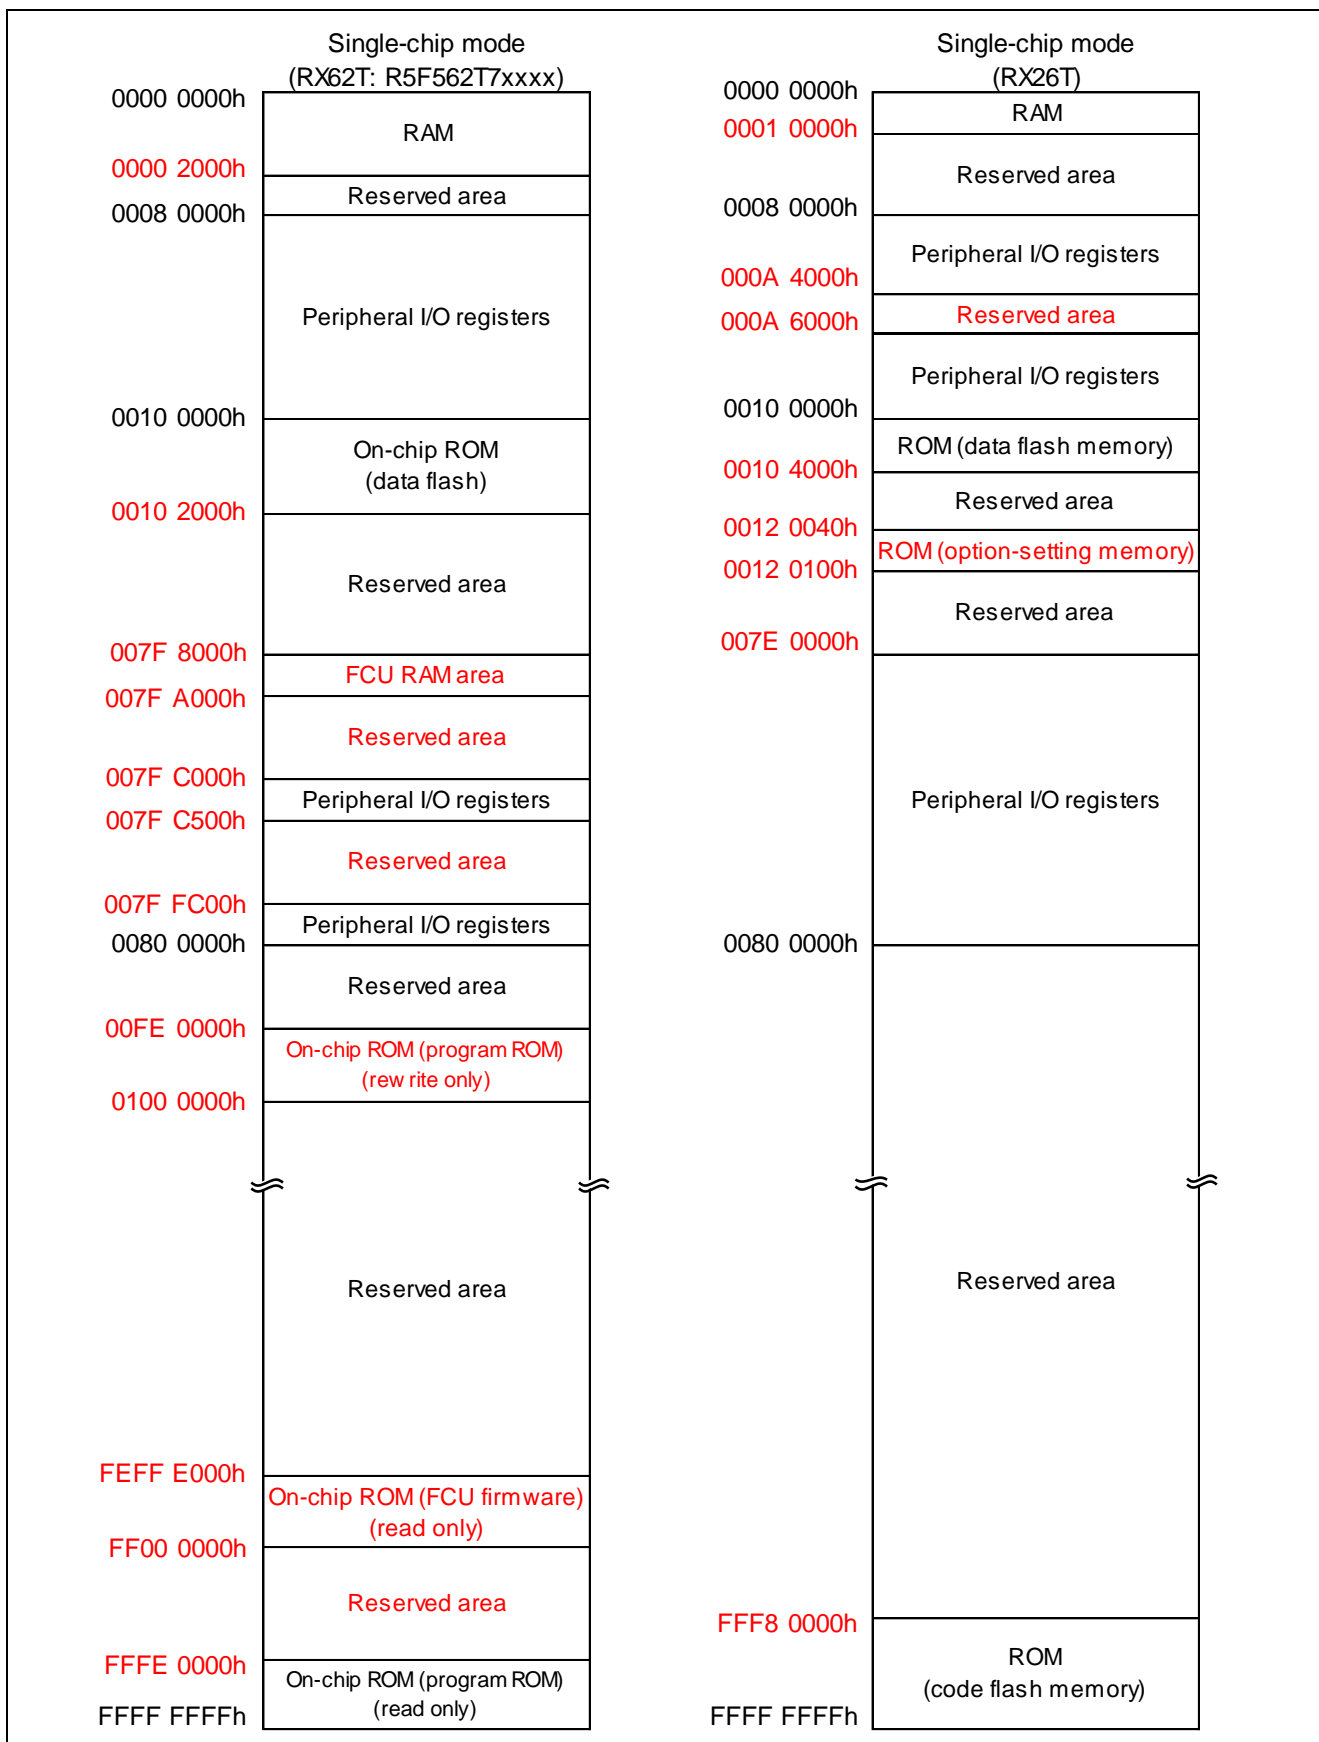 Single-chip mode
(RX62T: R5F562T7xxxx)
0000 0000h
RAM
0000 2000h
Reserved area
0008 0000h
Peripheral I/O registers
0010 0000h
On-chip ROM
(data flash)
0010 2000h
Reserved area
007F 8000h
FCU RAM area
007F A000h
Reserved area
007F C000h
Peripheral I/O registers
007F C500h
Reserved area
007F FC00h
Peripheral I/O registers
0080 0000h
Reserved area
00FE 0000h
On-chip ROM (program ROM)
(rewrite only)
0100 0000h
Reserved area
FEFF E000h
On-chip ROM (FCU firmware)
(read only)
FF00 0000h
Reserved area
FFFE 0000h
On-chip ROM (program ROM)
(read only)
FFFF FFFFh
Single-chip mode
(RX26T)
0000 0000h
RAM
0001 0000h
Reserved area
0008 0000h
Peripheral I/O registers
000A 4000h
Reserved area
000A 6000h
Peripheral I/O registers
0010 0000h
ROM (data flash memory)
0010 4000h
Reserved area
0012 0040h
ROM (option-setting memory)
0012 0100h
Reserved area
007E 0000h
Peripheral I/O registers
0080 0000h
Reserved area
FFF8 0000h
ROM
(code flash memory)
FFFF FFFFh